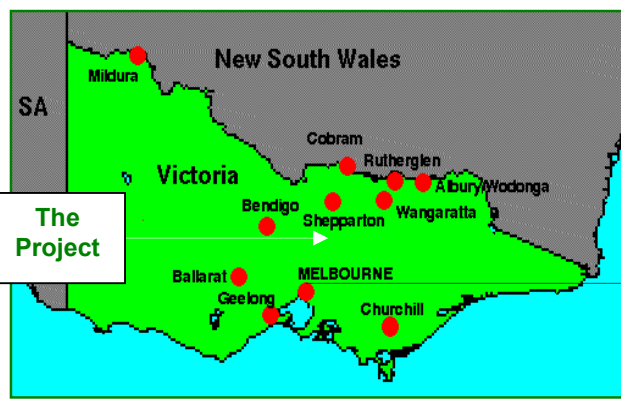 New South Wales
Mildura
SA
Cobram
Rutherglen
Victoria
Albury/Wodonga
Bendigo
Shepparton
Wangaratta
The
Project
Ballarat
MELBOURNE
Geelong
Churchill